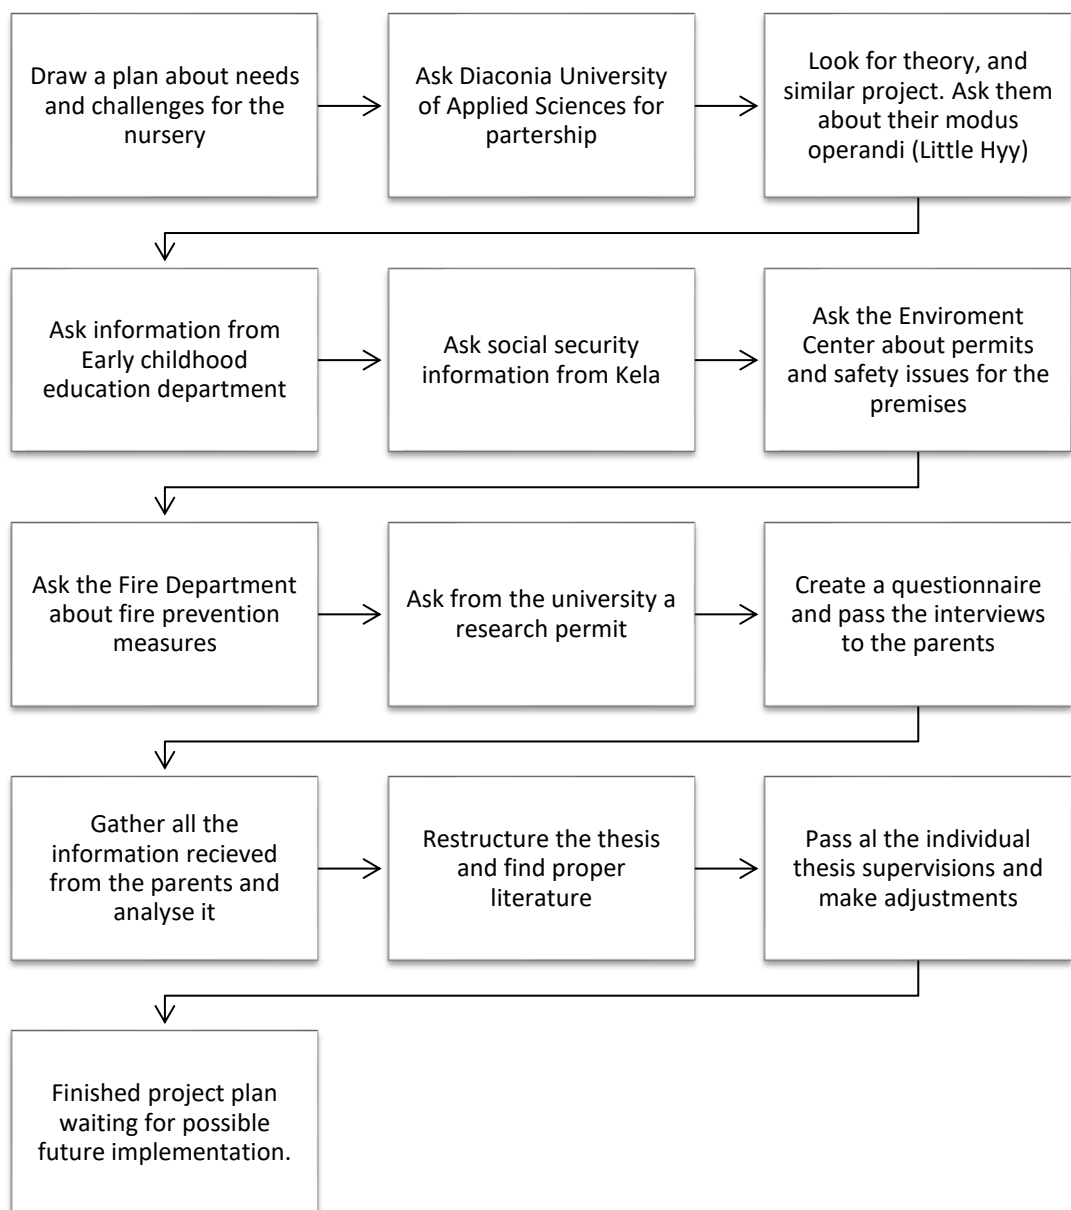 Draw a plan about needs
and challenges for the
nursery
Ask Diaconia University
of Applied Sciences for
partership
Look for theory, and
similar project. Ask them
about their modus
operandi (Little Hyy)
Ask information from
Early childhood
education department
Ask social security
information from Kela
Ask the Enviroment
Center about permits
and safety issues for the
premises
Ask the Fire Department
about fire prevention
measures
Ask from the university a
research permit
Create a questionnaire
and pass the interviews
to the parents
Gather all the
information recieved
from the parents and
analyse it
Restructure the thesis
and find proper
literature
Pass al the individual
thesis supervisions and
make adjustments
Finished project plan
waiting for possible
future implementation.